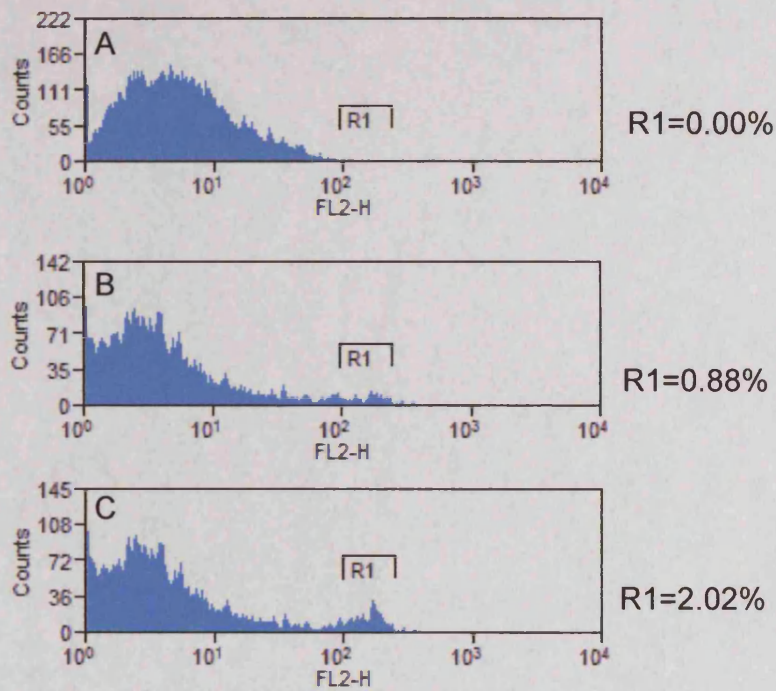 222
A
166
Counts
111
R1
55
0
10⁰ 10¹ 10² 10³ 10⁴
FL2-H
R1=0.00%
142
B
106
Counts
71
R1
35
0
10⁰ 10¹ 10² 10³ 10⁴
FL2-H
R1=0.88%
145
C
108
Counts
72
R1
36
0
10⁰ 10¹ 10² 10³ 10⁴
FL2-H
R1=2.02%